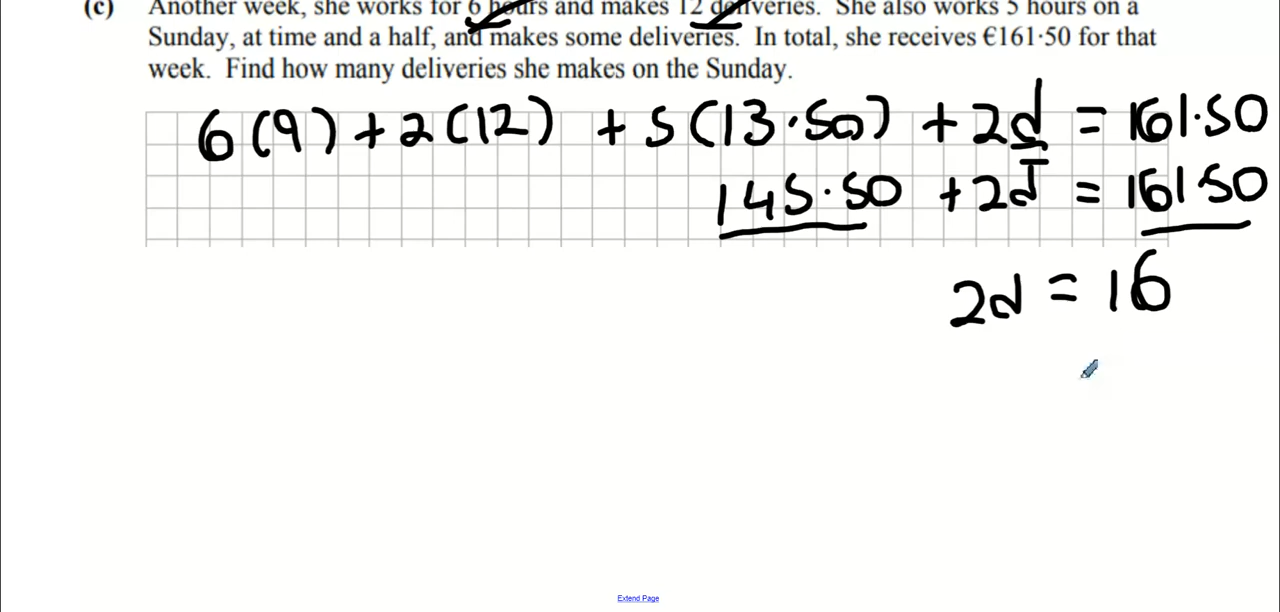 (c) Another week, she works for 6 hours and makes 12 deliveries. She also works 5 hours on a
Sunday, at time and a half, and makes some deliveries. In total, she receives €161·50 for that
week. Find how many deliveries she makes on the Sunday.
6(9) + 2(12) + 5(13.50) + 2d = 161.50
145.50 + 2d = 161.50
2d = 16
Extend Page